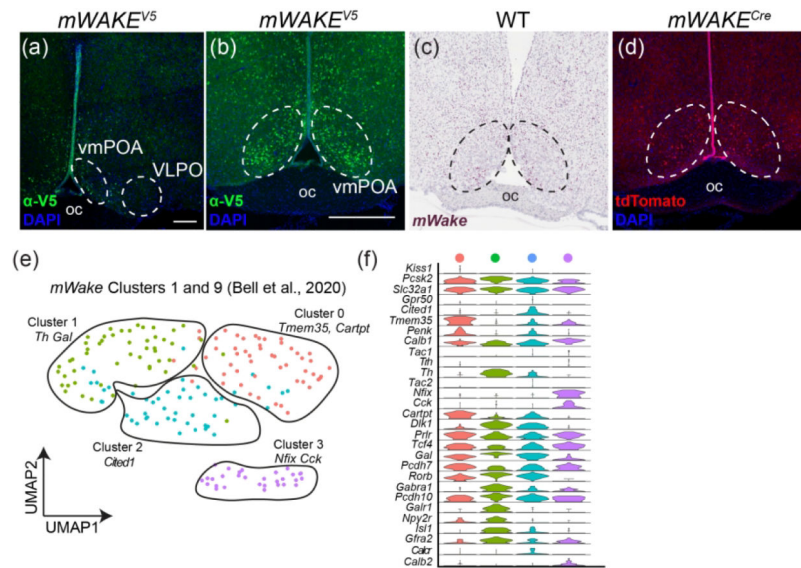 mWAKE^V5
mWAKE^V5
WT
mWAKE^Cre
(a)
(b)
(c)
(d)
vmPOA
VLPO
α-V5
DAPI
oc
oc
vmPOA
α-V5
DAPI
oc
mWake
oc
tdTomato
DAPI
(e)
mWake Clusters 1 and 9 (Bell et al., 2020)
Cluster 1
Th Gal
Cluster 0
Tmem35, Cartpt
Cluster 2
Cited1
Cluster 3
Nfix Cck
UMAP2
UMAP1
(f)
Kiss1
Pcsk2
Slc32a1
Gpr50
Cited1
Tmem35
Penk
Calb1
Tac1
Th
Tac2
Nfix
Cck
Cartpt
Dlk1
Prlr
Tcf4
Gal
Pcdh7
Rorb
Gabra1
Pcdh10
Galr1
Npy2r
Isl1
Gfra2
Calb2